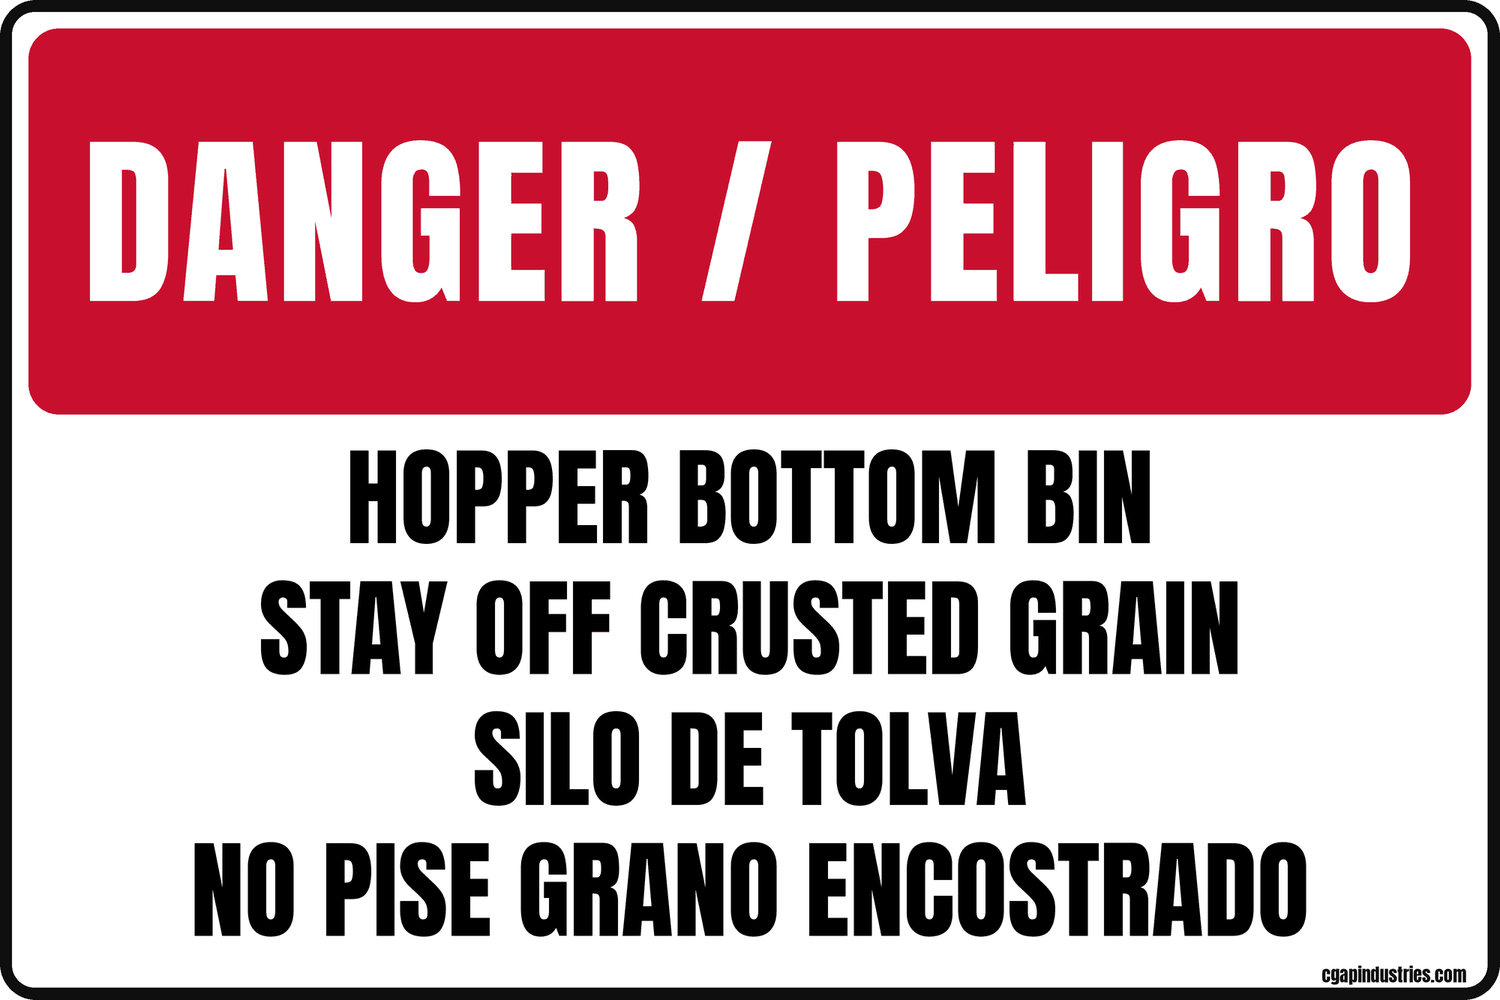 DANGER / PELIGRO
HOPPER BOTTOM BIN
STAY OFF CRUSTED GRAIN
SILO DE TOLVA
NO PISE GRANO ENCOSTRADO
cgapindustries.com